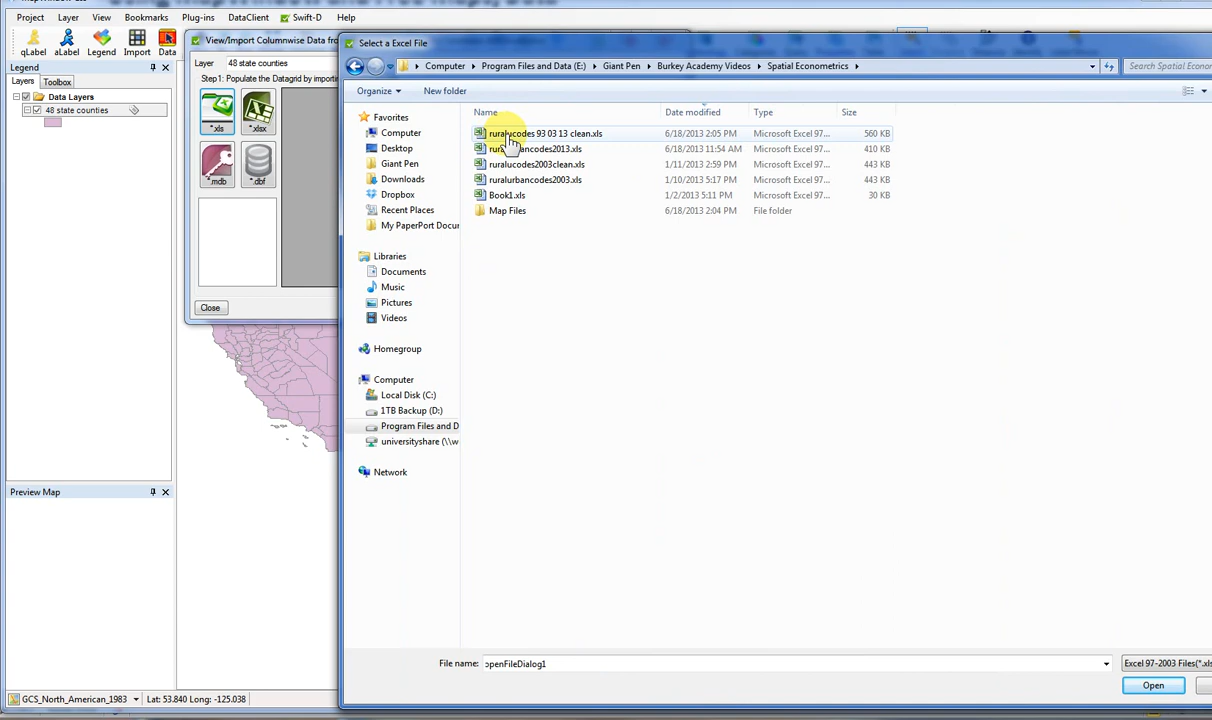 Project Layer View Bookmarks Plug-ins DataClient Swift-D Help
qLabel aLabel Legend Import Data
Legend
Layers Toolbox
Data Layers
48 state counties
Preview Map
GCS_North_American_1983 Lat: 53.840 Long: -125.038
View/Import Columnwise Data from
Layer 48 state counties
Step1: Populate the Datagrid by importin
*.xls *.xlsx
*.mdb *.dbf
Close
Select a Excel File
Computer Program Files and Data (E:) Giant Pen Burkey Academy Videos Spatial Econometrics Search Spatial Econor
Organize New folder
Favorites
Computer
Desktop
Giant Pen
Downloads
Dropbox
Recent Places
My PaperPort Docur
Libraries
Documents
Music
Pictures
Videos
Homegroup
Computer
Local Disk (C:)
1TB Backup (D:)
Program Files and D
universityshare (\\w
Network
Name Date modified Type Size
93 03 13 clean.xls 6/18/2013 2:05 PM Microsoft Excel 97... 560 KB
6/18/2013 11:54 AM Microsoft Excel 97... 410 KB
ruralucodes2003clean.xls 1/11/2013 2:59 PM Microsoft Excel 97... 443 KB
ruralurbancodes2003.xls 1/10/2013 5:17 PM Microsoft Excel 97... 443 KB
Book1.xls 1/2/2013 5:11 PM Microsoft Excel 97... 30 KB
Map Files 6/18/2013 2:04 PM File folder
File name: openFileDialog1 Excel 97-2003 Files(*.xls
Open